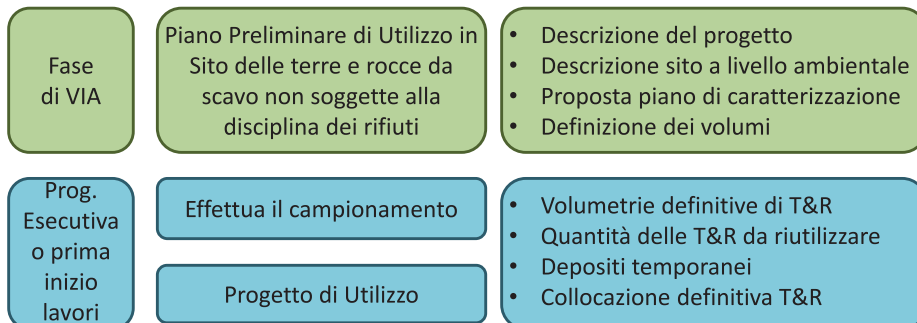 Fase
di VIA
Piano Preliminare di Utilizzo in
Sito delle terre e rocce da
scavo non soggette alla
disciplina dei rifiuti
• Descrizione del progetto
• Descrizione sito a livello ambientale
• Proposta piano di caratterizzazione
• Definizione dei volumi
Prog.
Esecutiva
o prima
inizio
lavori
Effettua il campionamento
Progetto di Utilizzo
• Volumetrie definitive di T&R
• Quantità delle T&R da riutilizzare
• Depositi temporanei
• Collocazione definitiva T&R